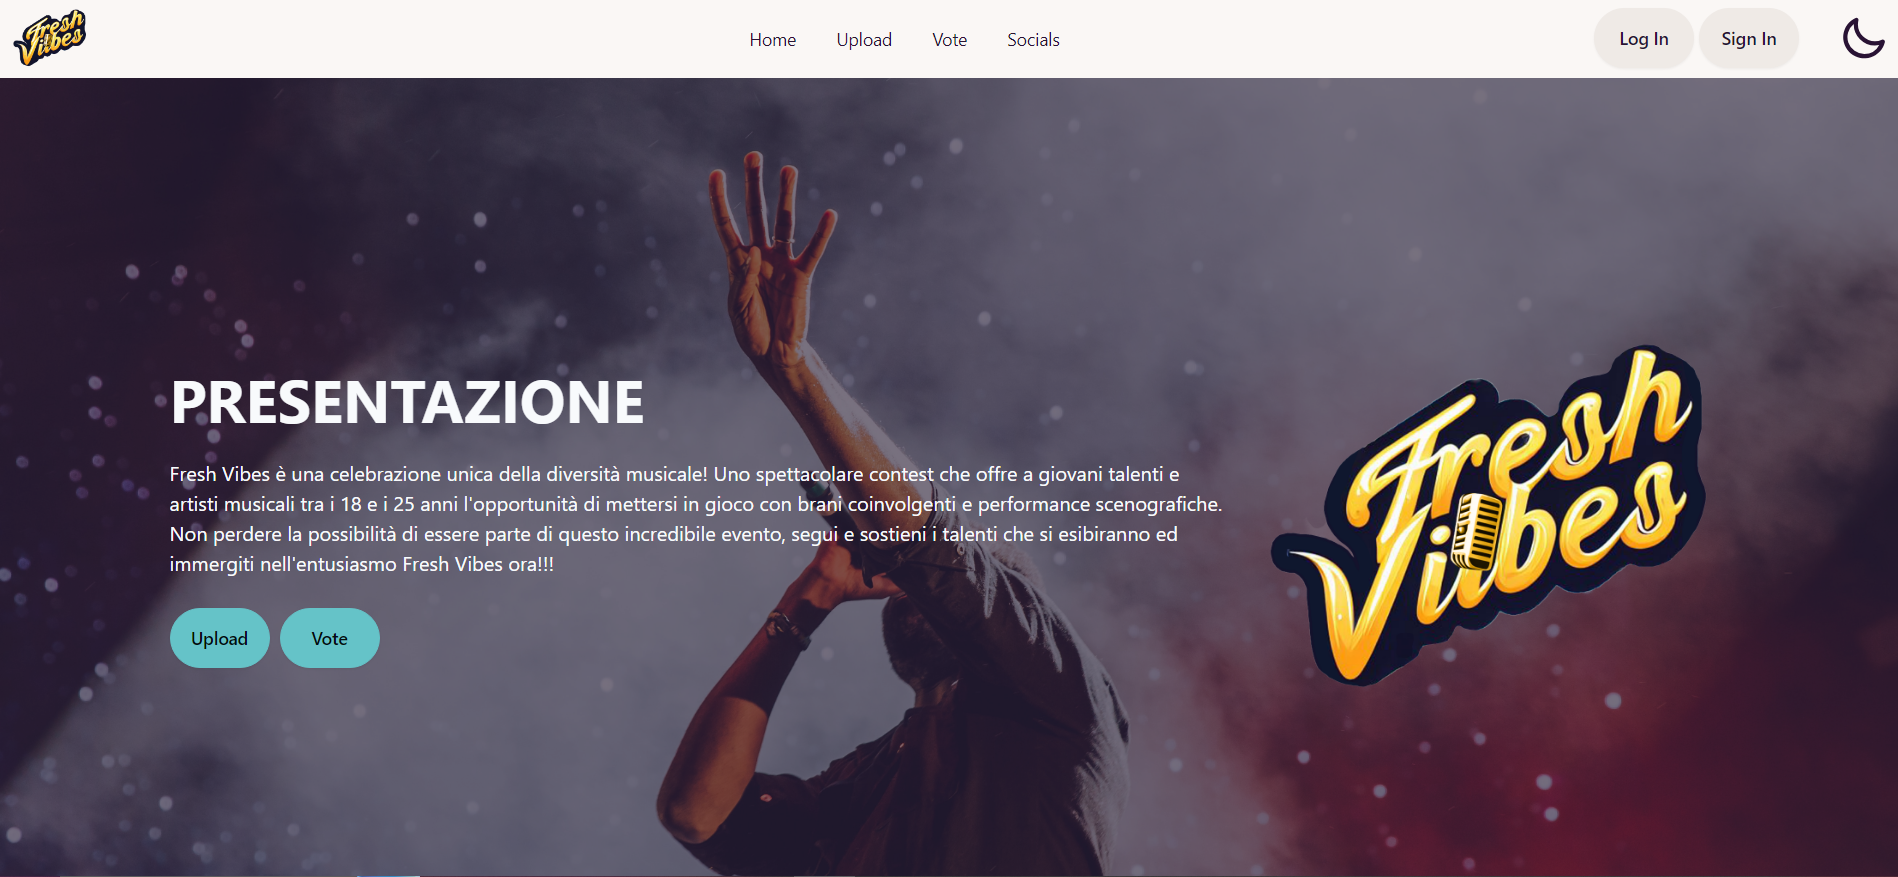 Fresh
Vibes
Home
Upload
Vote
Socials
Log In
Sign In
PRESENTAZIONE
Fresh Vibes è una celebrazione unica della diversità musicale! Uno spettacolare contest che offre a giovani talenti e
artisti musicali tra i 18 e i 25 anni l'opportunità di mettersi in gioco con brani coinvolgenti e performance scenografiche.
Non perdere la possibilità di essere parte di questo incredibile evento, segui e sostieni i talenti che si esibiranno ed
immergiti nell'entusiasmo Fresh Vibes ora!!!
Upload
Vote
Fresh
Vibes